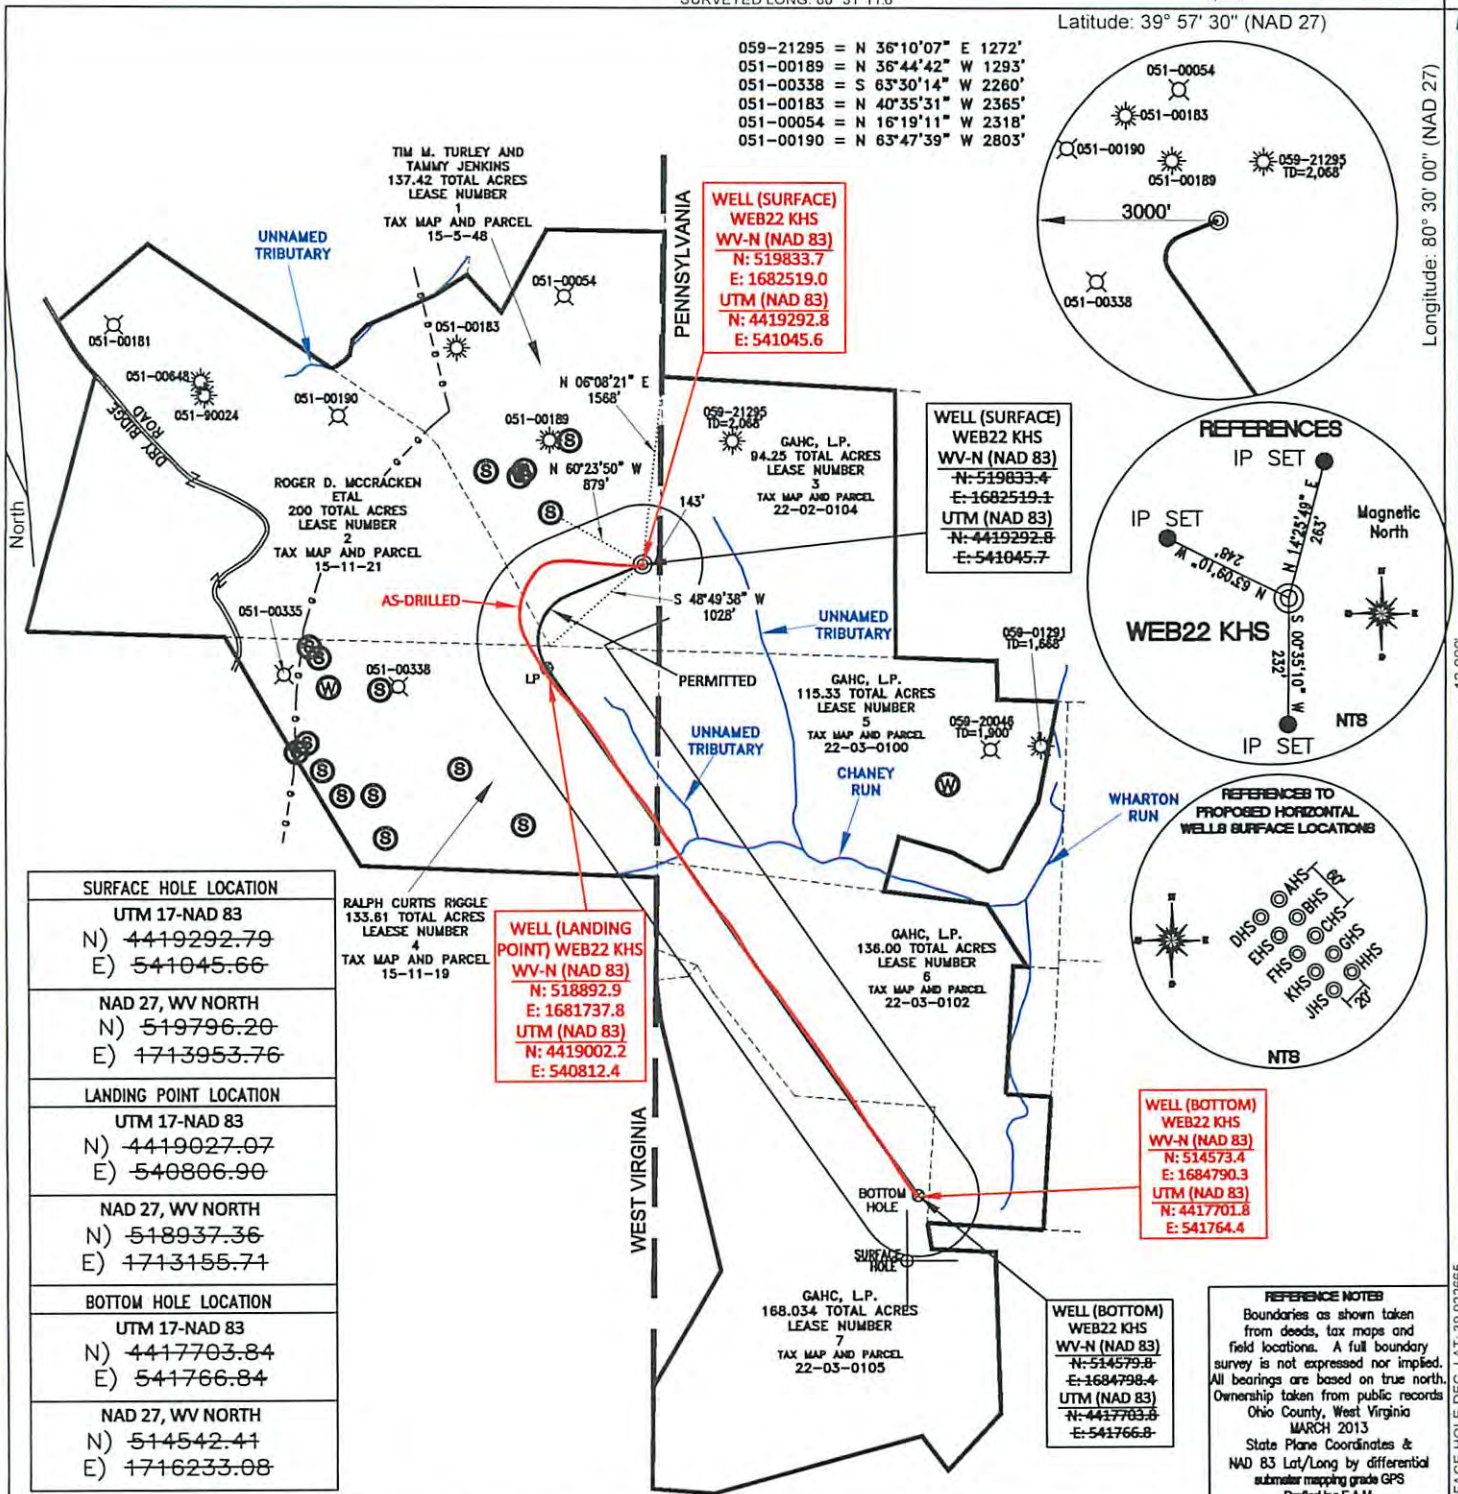 Latitude: 39° 57' 30" (NAD 27)
Longitude: 80° 30' 00" (NAD 27)
059-21295 = N 36°10'07" E 1272'
051-00189 = N 36°44'42" W 1293'
051-00338 = S 63°30'14" W 2260'
051-00183 = N 40°35'31" W 2365'
051-00054 = N 16°19'11" W 2318'
051-00190 = N 63°47'39" W 2803'
051-00054
051-00183
051-00190
051-00189
059-21295
TD=2,068'
3000'
051-00338
TIM M. TURLEY AND
TAMMY JENKINS
137.42 TOTAL ACRES
LEASE NUMBER
1
TAX MAP AND PARCEL
15-5-48
UNNAMED
TRIBUTARY
PENNSYLVANIA
WELL (SURFACE)
WEB22 KHS
WV-N (NAD 83)
N: 519833.7
E: 1682519.0
UTM (NAD 83)
N: 4419292.8
E: 541045.6
051-00054
051-00181
051-00183
051-00648
051-90024
051-00190
DRY RIDGE
ROAD
N 06°08'21" E
1568'
051-00189
059-21295
TD=2,068'
GAHC, L.P.
94.25 TOTAL ACRES
LEASE NUMBER
3
TAX MAP AND PARCEL
22-02-0104
WELL (SURFACE)
WEB22 KHS
WV-N (NAD 83)
N: 519833.4
E: 1682519.1
UTM (NAD 83)
N: 4419292.8
E: 541045.7
REFERENCES
IP SET
IP SET
N 14°25'49" E
263'
N 63°09'10" W
248'
Magnetic
North
WEB22 KHS
S 00°35'10" W
232'
IP SET
NTS
North
ROGER D. MCCRACKEN
ETAL
200 TOTAL ACRES
LEASE NUMBER
2
TAX MAP AND PARCEL
15-11-21
N 60°23'50" W
879'
143'
S
S
S
AS-DRILLED
S 48°49'38" W
1028'
UNNAMED
TRIBUTARY
051-00335
051-00338
S
S
W
S
LP
PERMITTED
059-01291
TD=1,668'
GAHC, L.P.
115.33 TOTAL ACRES
LEASE NUMBER
5
TAX MAP AND PARCEL
22-03-0100
059-20046
TD=1,900'
UNNAMED
TRIBUTARY
W
CHANEY
RUN
WHARTON
RUN
S
S
S
S
S
S
S
S
REFERENCES TO
PROPOSED HORIZONTAL
WELLS SURFACE LOCATIONS
AHS
60'
BHS
CHS
DHS
EHS
GHS
FHS
HHS
KHS
JHS
20'
NTS
SURFACE HOLE LOCATION
UTM 17-NAD 83
N) 4419292.79
E) 541045.66
NAD 27, WV NORTH
N) 519796.20
E) 1713953.76
LANDING POINT LOCATION
UTM 17-NAD 83
N) 4419027.07
E) 540806.90
NAD 27, WV NORTH
N) 518937.36
E) 1713155.71
BOTTOM HOLE LOCATION
UTM 17-NAD 83
N) 4417703.84
E) 541766.84
NAD 27, WV NORTH
N) 514542.41
E) 1716233.08
RALPH CURTIS RIGGLE
133.61 TOTAL ACRES
LEAESE NUMBER
4
TAX MAP AND PARCEL
15-11-19
WELL (LANDING
POINT) WEB22 KHS
WV-N (NAD 83)
N: 518892.9
E: 1681737.8
UTM (NAD 83)
N: 4419002.2
E: 540812.4
GAHC, L.P.
136.00 TOTAL ACRES
LEASE NUMBER
6
TAX MAP AND PARCEL
22-03-0102
WEST VIRGINIA
WELL (BOTTOM)
WEB22 KHS
WV-N (NAD 83)
N: 514573.4
E: 1684790.3
UTM (NAD 83)
N: 4417701.8
E: 541764.4
BOTTOM
HOLE
SURFACE
HOLE
GAHC, L.P.
168.034 TOTAL ACRES
LEASE NUMBER
7
TAX MAP AND PARCEL
22-03-0105
WELL (BOTTOM)
WEB22 KHS
WV-N (NAD 83)
N: 514579.8
E: 1684798.4
UTM (NAD 83)
N: 4417703.8
E: 541766.8
REFERENCE NOTES
Boundaries as shown taken
from deeds, tax maps and
field locations. A full boundary
survey is not expressed nor implied.
All bearings are based on true north.
Ownership taken from public records
Ohio County, West Virginia
MARCH 2013
State Plane Coordinates &
NAD 83 Lat/Long by differential
submeter mapping grade GPS